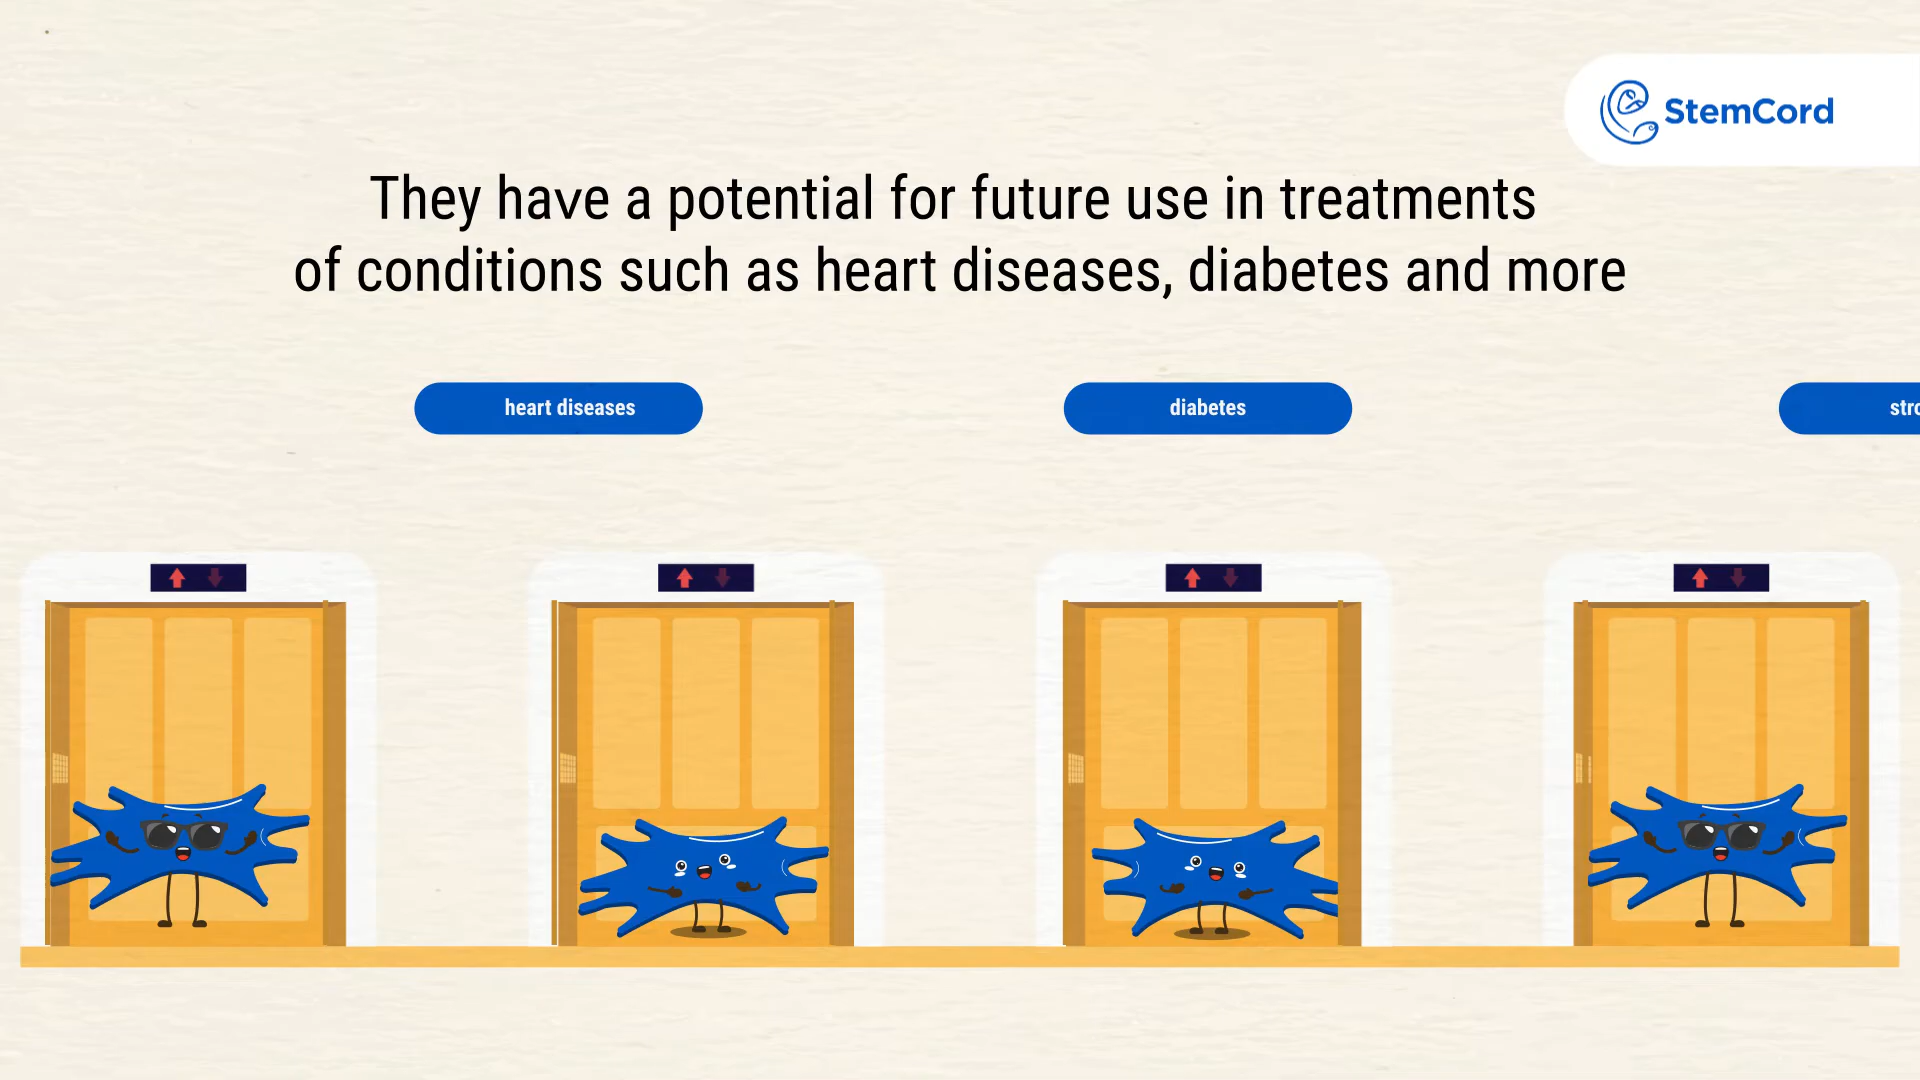 StemCord
They have a potential for future use in treatments
of conditions such as heart diseases, diabetes and more
heart diseases
diabetes